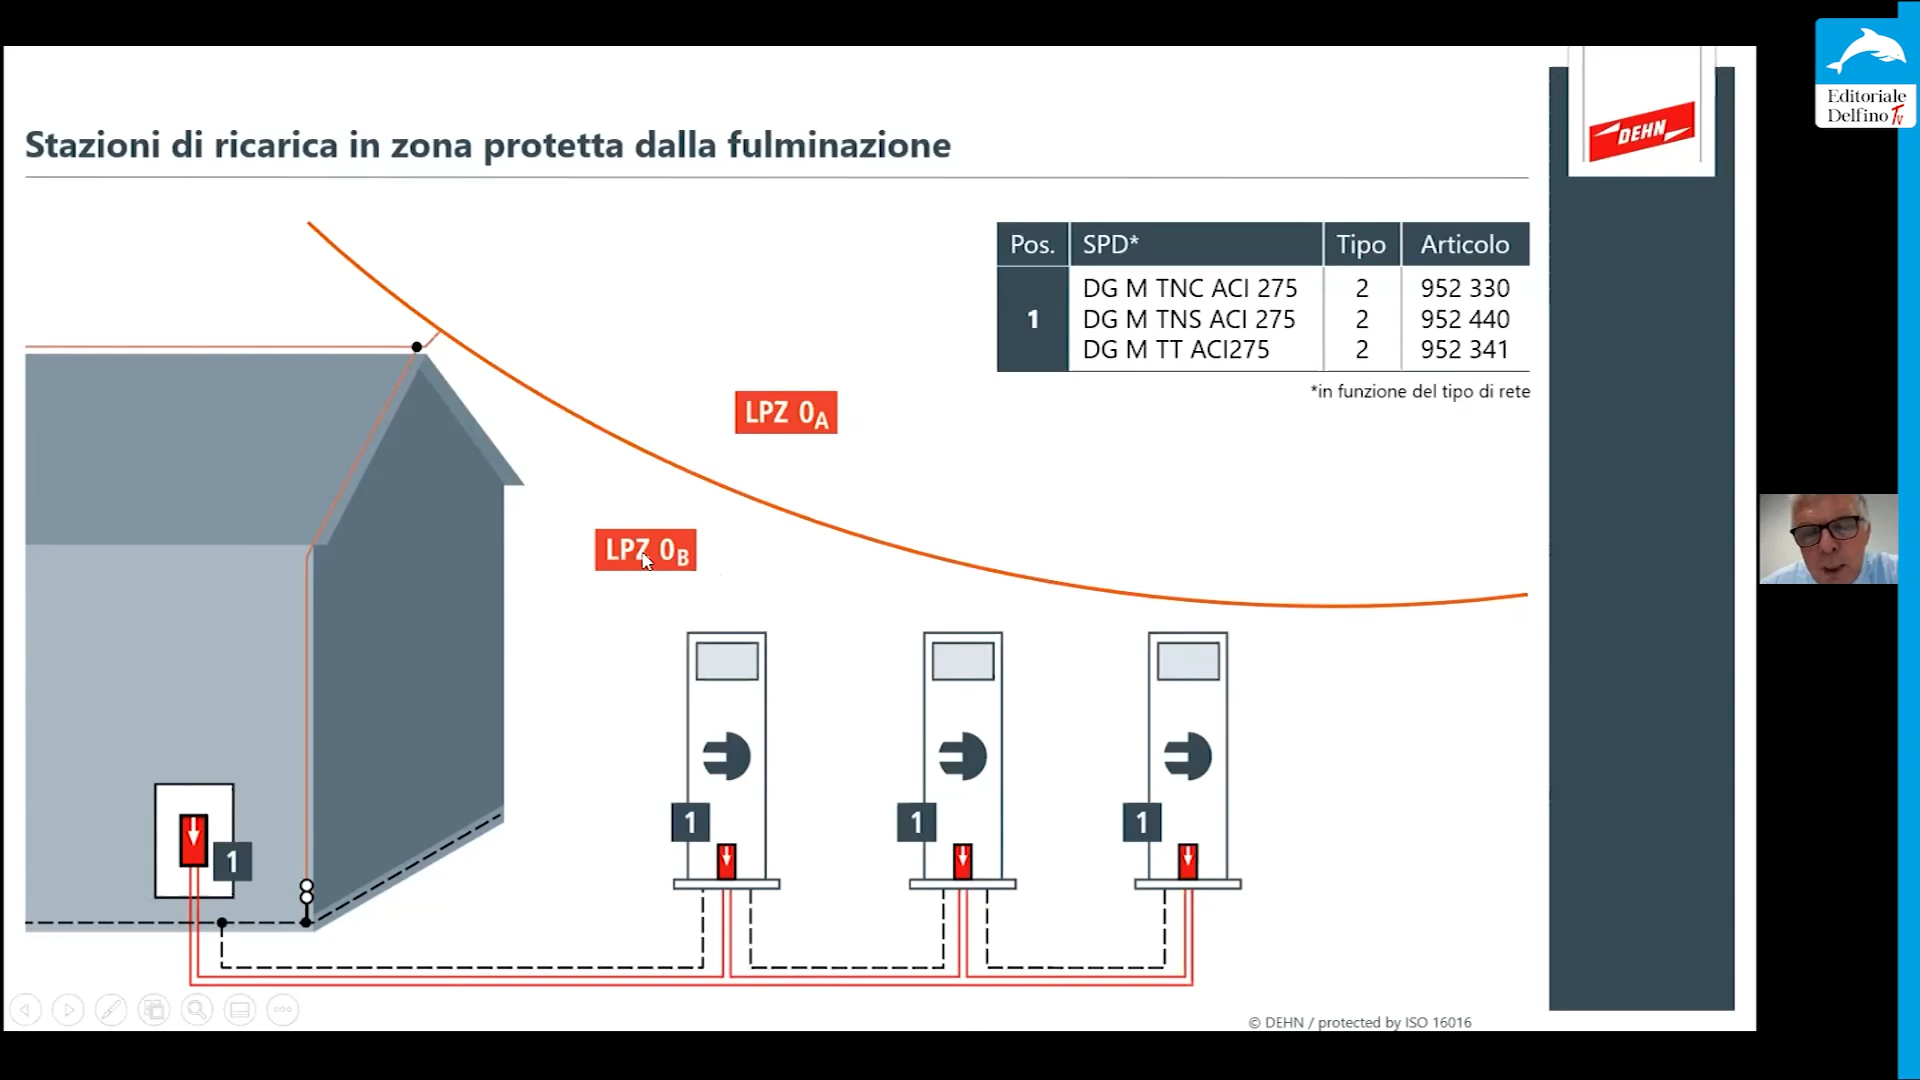 Editoriale
Delfino Tv
DEHN
Stazioni di ricarica in zona protetta dalla fulminazione
Pos. SPD* Tipo Articolo
1
DG M TNC ACI 275 2 952 330
DG M TNS ACI 275 2 952 440
DG M TT ACI275 2 952 341
*in funzione del tipo di rete
LPZ 0A
LPZ 0B
1 1 1
1
© DEHN / protected by ISO 16016